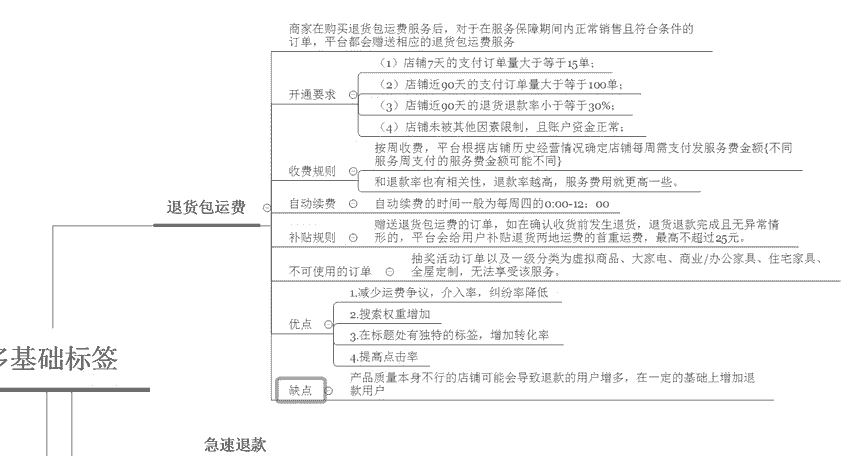 商家在购买退货包运费服务后，对于在服务保障期间内正常销售且符合条件的
订单，平台都会赠送相应的退货包运费服务
开通要求
（1）店铺7天的支付订单量大于等于15单；
（2）店铺近90天的支付订单量大于等于100单；
（3）店铺近90天的退货退款率小于等于30%；
（4）店铺未被其他因素限制，且账户资金正常；
收费规则
按周收费，平台根据店铺历史经营情况确定店铺每周需支付发服务费金额{不同
服务周支付的服务费金额可能不同}
和退款率也有相关性，退款率越高，服务费用就更高一些。
退货包运费
自动续费
自动续费的时间一般为每周四的0:00-12：00
补贴规则
赠送退货包运费的订单，如在确认收货前发生退货，退货退款完成且无异常情
形的，平台会给用户补贴退货两地运费的首重运费，最高不超过25元。
不可使用的订单
抽奖活动订单以及一级分类为虚拟商品、大家电、商业/办公家具、住宅家具、
全屋定制，无法享受该服务。
优点
1.减少运费争议，介入率，纠纷率降低
2.搜索权重增加
3.在标题处有独特的标签，增加转化率
4.提高点击率
多基础标签
缺点
产品质量本身不行的店铺可能会导致退款的用户增多，在一定的基础上增加退
款用户
急速退款